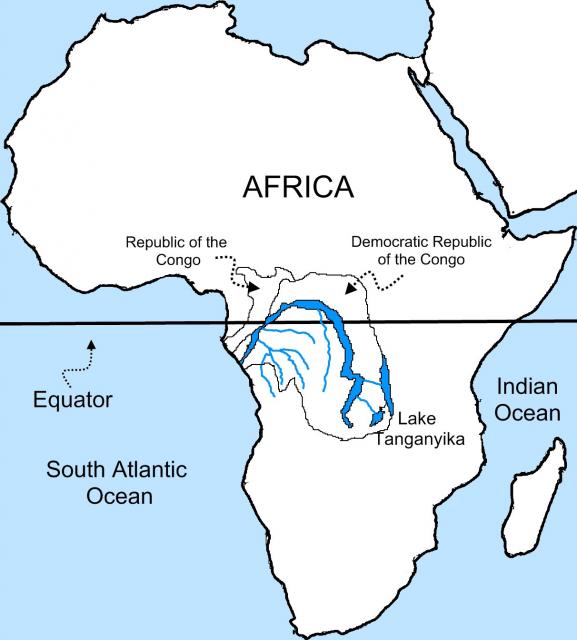 AFRICA
Republic of the
Congo
Democratic Republic
of the Congo
Equator
Indian
Ocean
Lake
Tanganyika
South Atlantic
Ocean